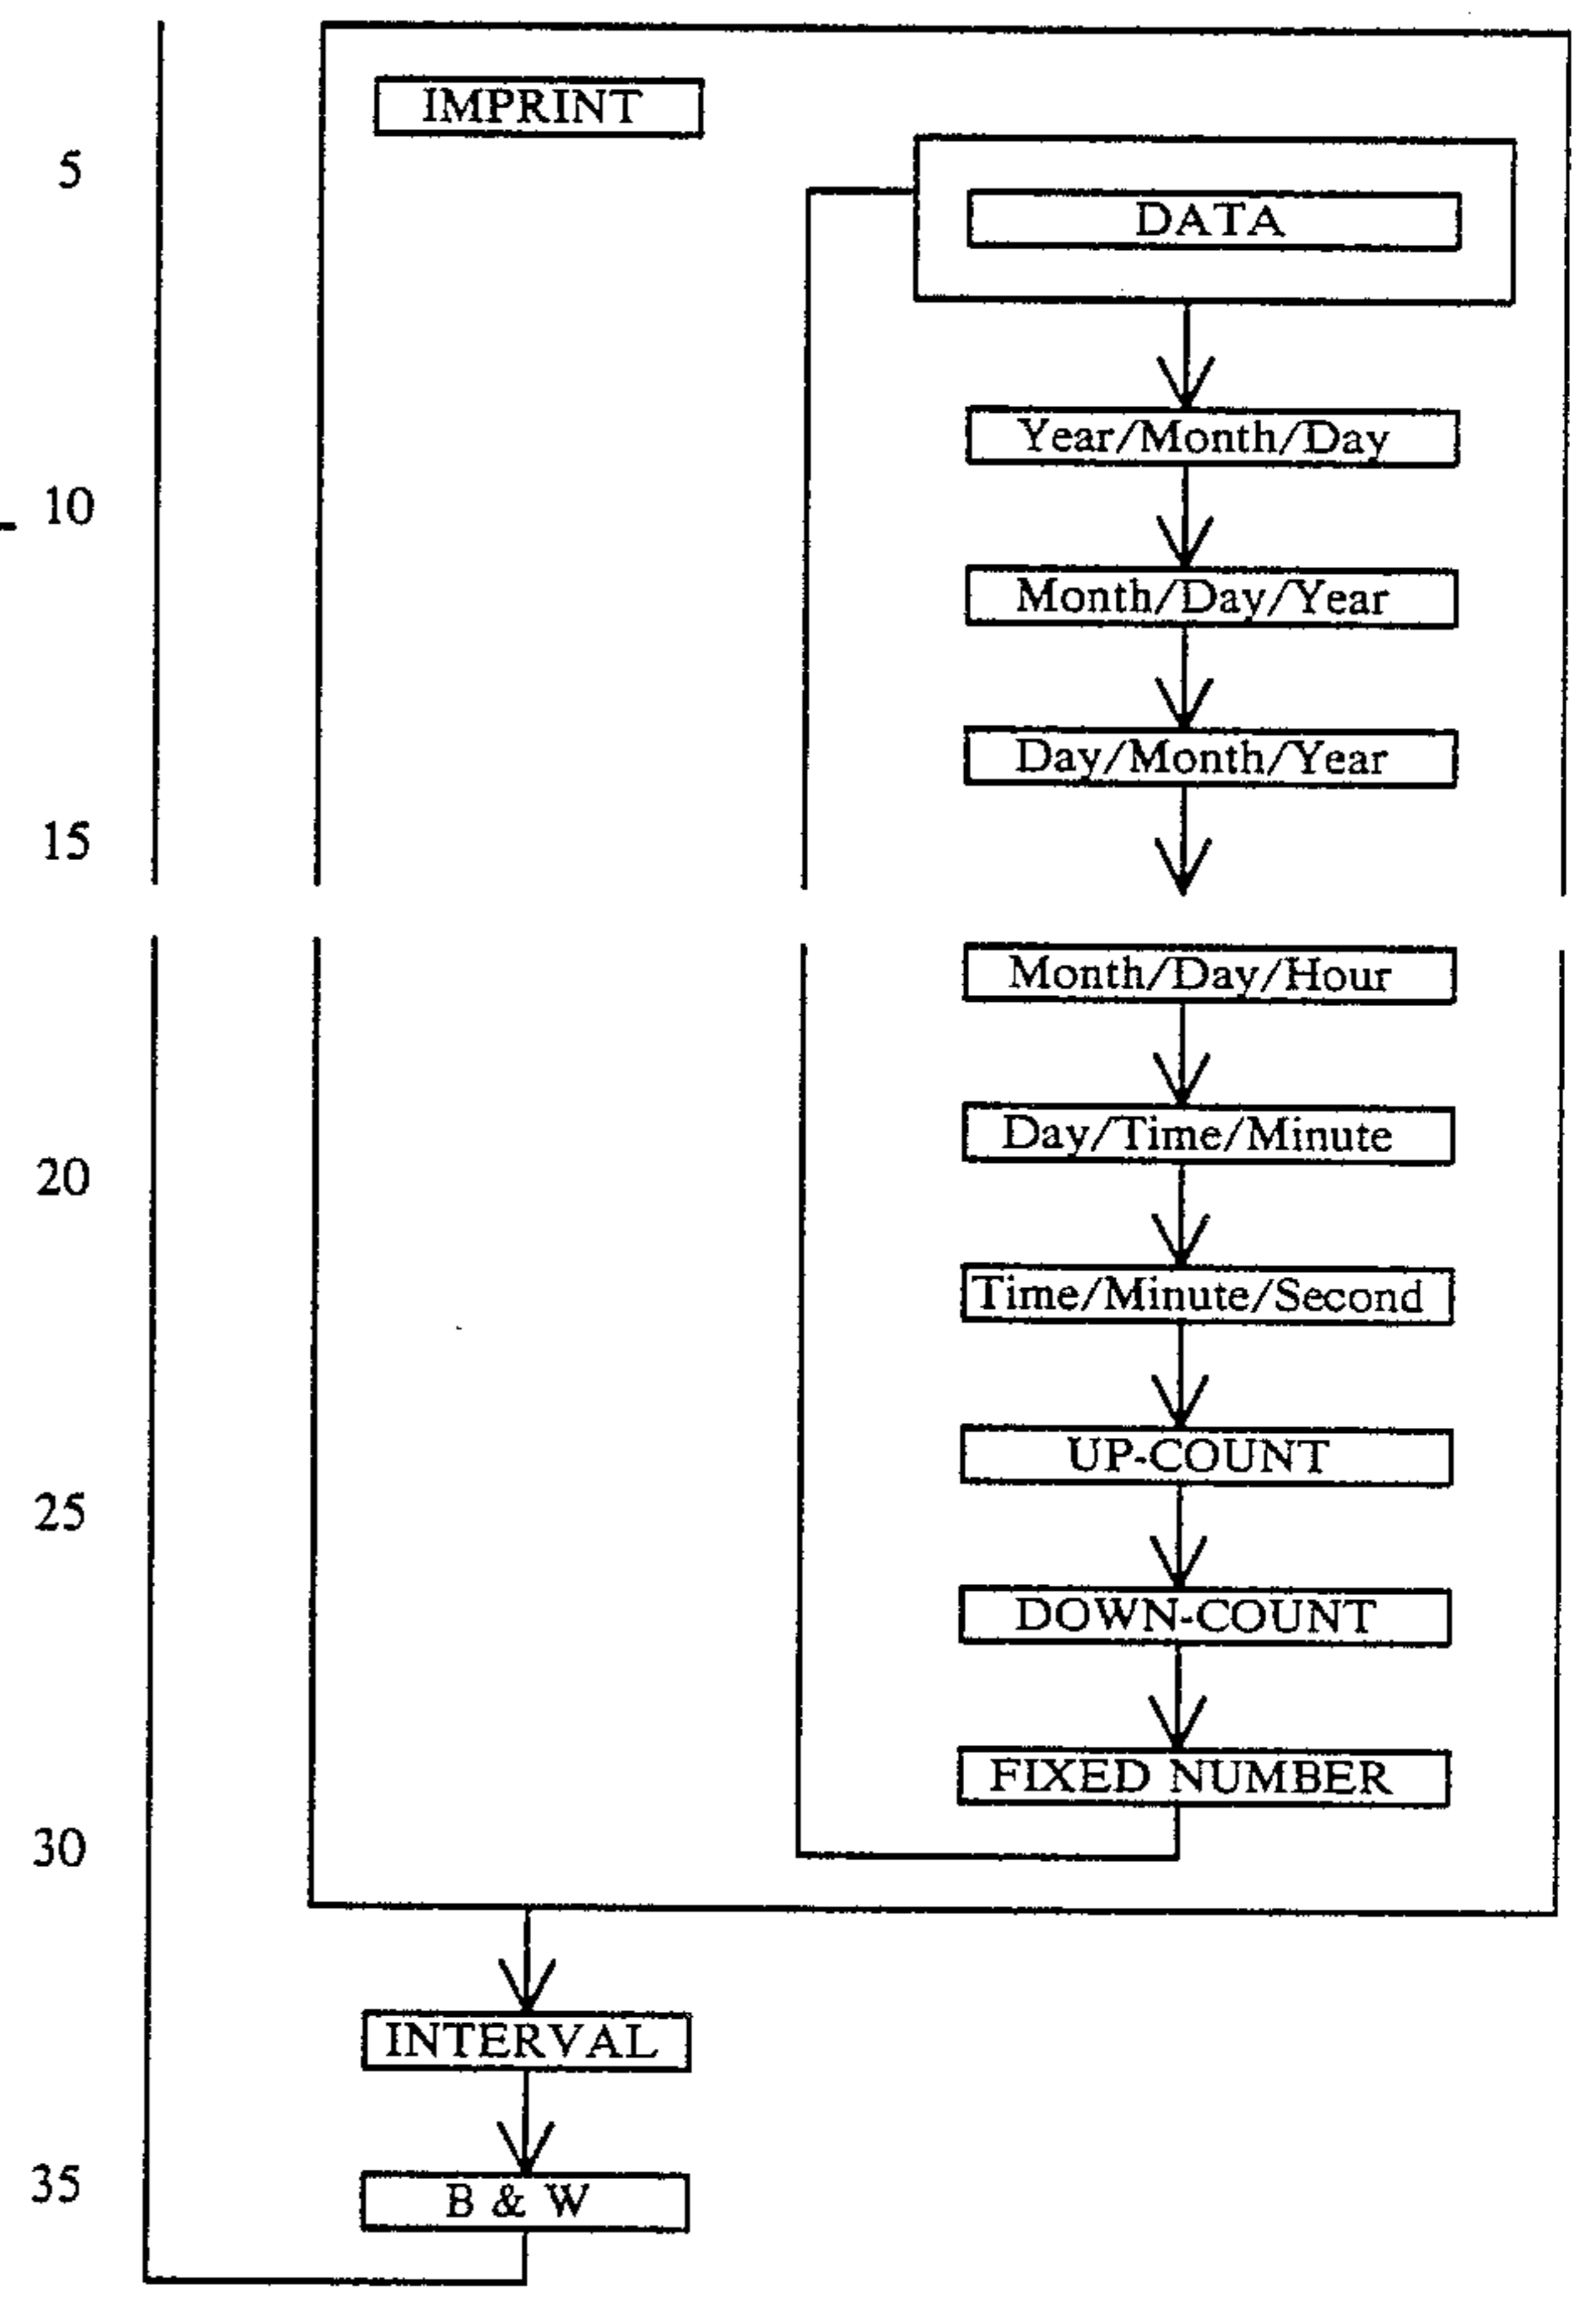 IMPRINT
5
DATA
Year/Month/Day
10
Month/Day/Year
Day/Month/Year
15
Month/Day/Hour
Day/Time/Minute
20
Time/Minute/Second
UP-COUNT
25
DOWN-COUNT
FIXED NUMBER
30
INTERVAL
35
B & W